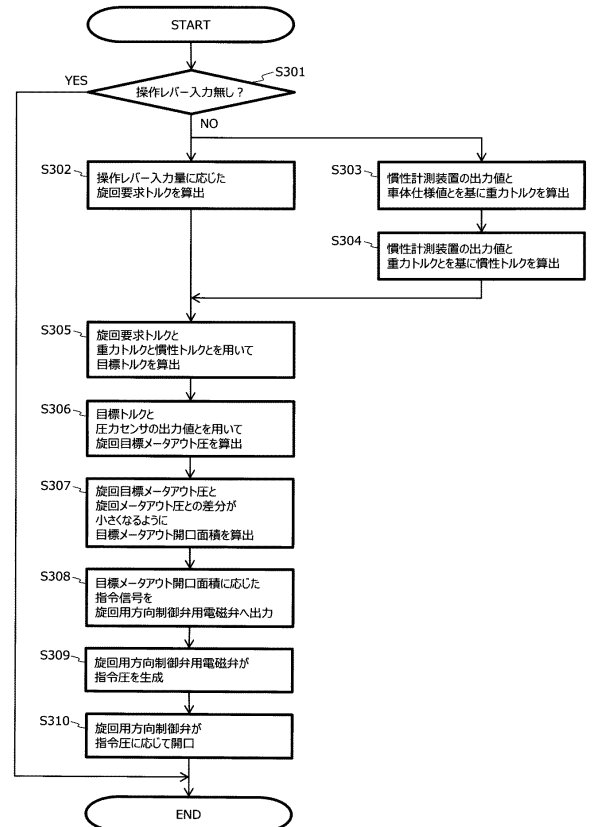 START
S301
YES
操作レバー入力無し？
NO
S302
操作レバー入力量に応じた
旋回要求トルクを算出
S303
慣性計測装置の出力値と
車体仕様値とを基に重力トルクを算出
S304
慣性計測装置の出力値と
重力トルクとを基に慣性トルクを算出
S305
旋回要求トルクと
重力トルクと慣性トルクとを用いて
目標トルクを算出
S306
目標トルクと
圧力センサの出力値とを用いて
旋回目標メータアウト圧を算出
S307
旋回目標メータアウト圧と
旋回メータアウト圧との差分が
小さくなるように
目標メータアウト開口面積を算出
S308
目標メータアウト開口面積に応じた
指令信号を
旋回用方向制御弁用電磁弁へ出力
S309
旋回用方向制御弁用電磁弁が
指令圧を生成
S310
旋回用方向制御弁が
指令圧に応じて開口
END